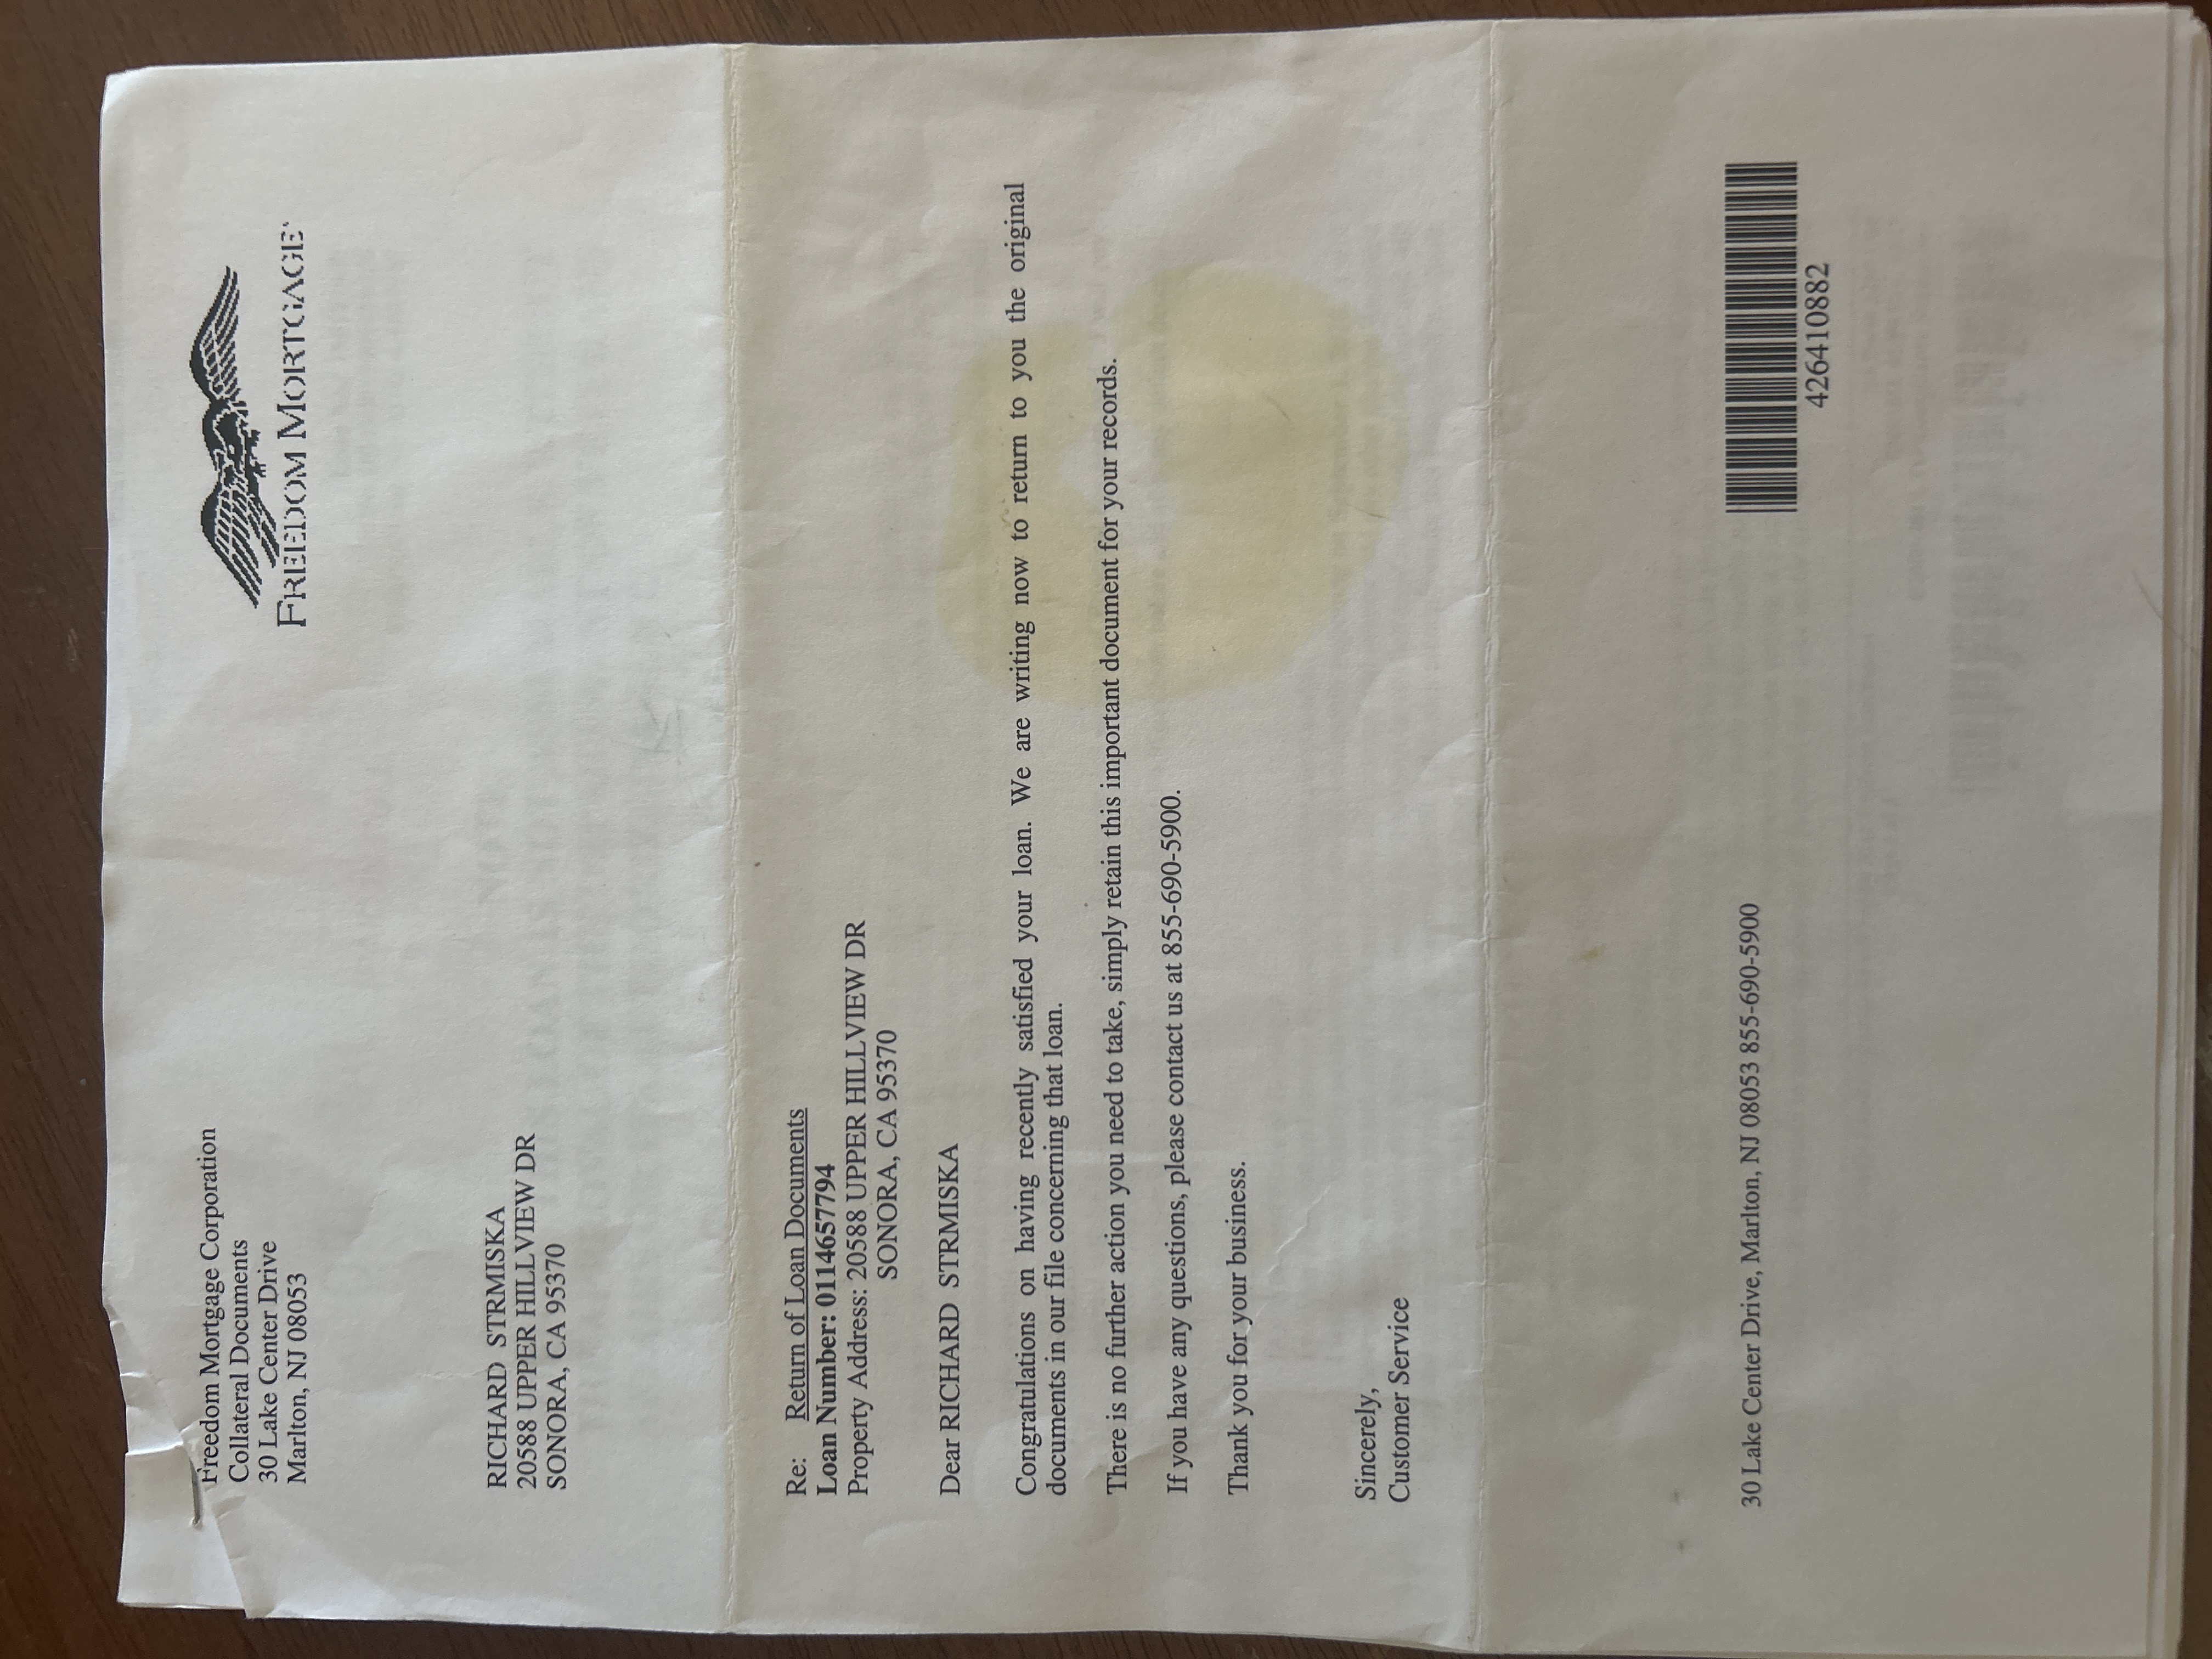 Freedom Mortgage Corporation
Collateral Documents
30 Lake Center Drive
Marlton, NJ 08053
FREEDOM MORTGAGE
RICHARD STRMISKA
20588 UPPER HILLVIEW DR
SONORA, CA 95370
Re: Return of Loan Documents
Loan Number: 0114657794
Property Address: 20588 UPPER HILLVIEW DR
SONORA, CA 95370
Dear RICHARD STRMISKA
Congratulations on having recently satisfied your loan. We are writing now to return to you the original
documents in our file concerning that loan.
There is no further action you need to take, simply retain this important document for your records.
If you have any questions, please contact us at 855-690-5900.
Thank you for your business.
Sincerely,
Customer Service
30 Lake Center Drive, Marlton, NJ 08053 855-690-5900
426410882